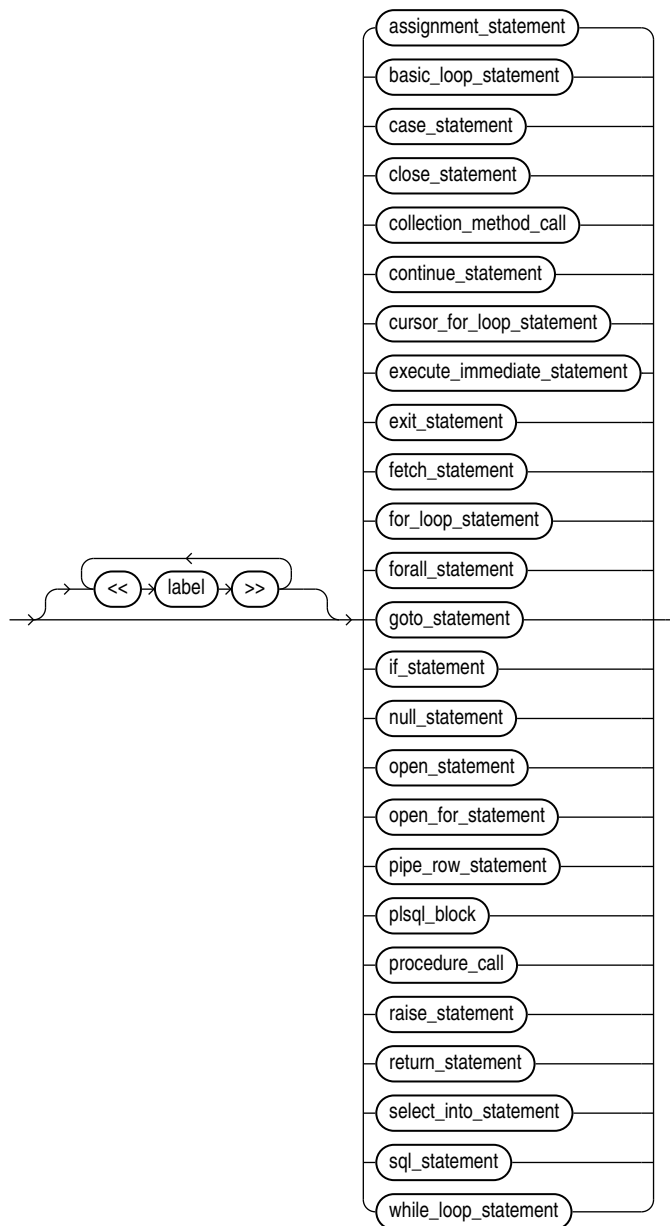 assignment_statement
basic_loop_statement
case_statement
close_statement
collection_method_call
continue_statement
cursor_for_loop_statement
execute_immediate_statement
exit_statement
fetch_statement
for_loop_statement
forall_statement
<< label >>
goto_statement
if_statement
null_statement
open_statement
open_for_statement
pipe_row_statement
plsql_block
procedure_call
raise_statement
return_statement
select_into_statement
sql_statement
while_loop_statement